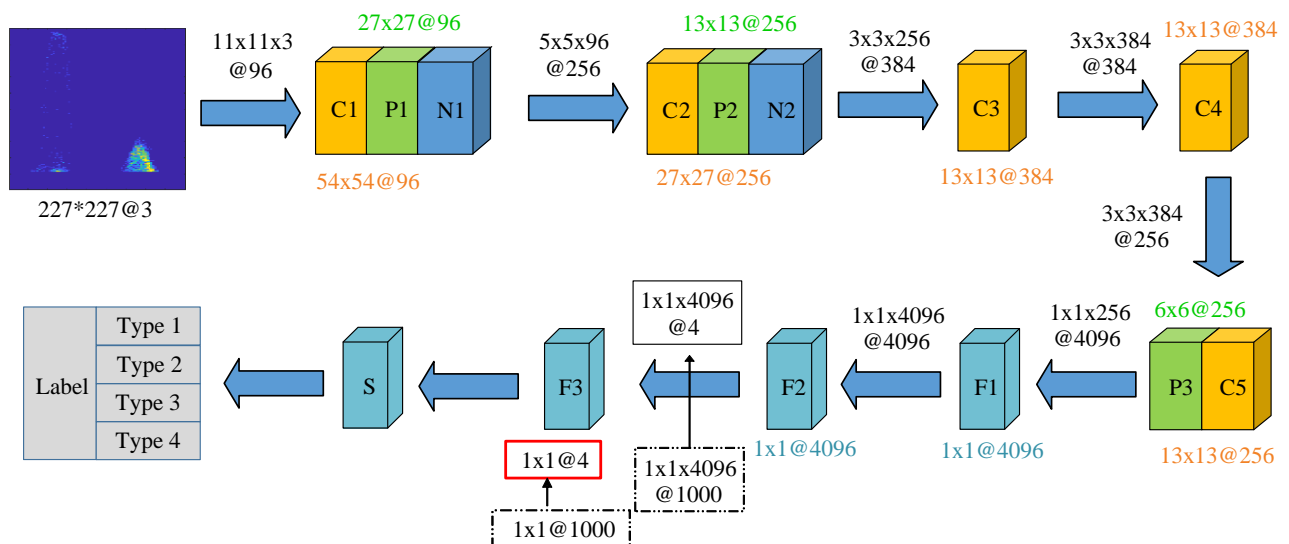 227*227@3
11x11x3
@96
27x27@96
C1
P1
N1
54x54@96
5x5x96
@256
13x13@256
C2
P2
N2
27x27@256
3x3x256
@384
C3
13x13@384
3x3x384
@384
13x13@384
C4
3x3x384
@256
6x6@256
P3
C5
13x13@256
1x1x256
@4096
F1
1x1@4096
1x1x4096
@4096
F2
1x1@4096
1x1x4096
@4
1x1x4096
@1000
F3
1x1@4
1x1@1000
S
Label
Type 1
Type 2
Type 3
Type 4